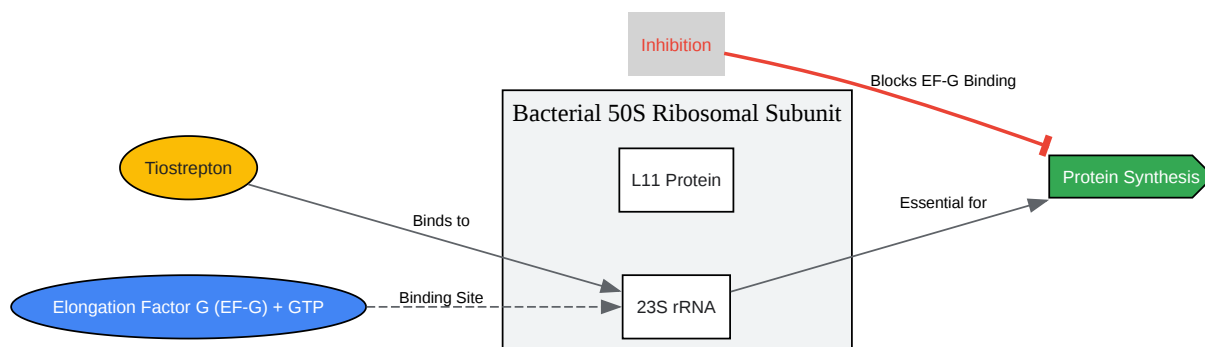 Inhibition
Blocks EF-G Binding
Bacterial 50S Ribosomal Subunit
Tiostrepton
L11 Protein
Protein Synthesis
Binds to
Essential for
Elongation Factor G (EF-G) + GTP
Binding Site
23S rRNA